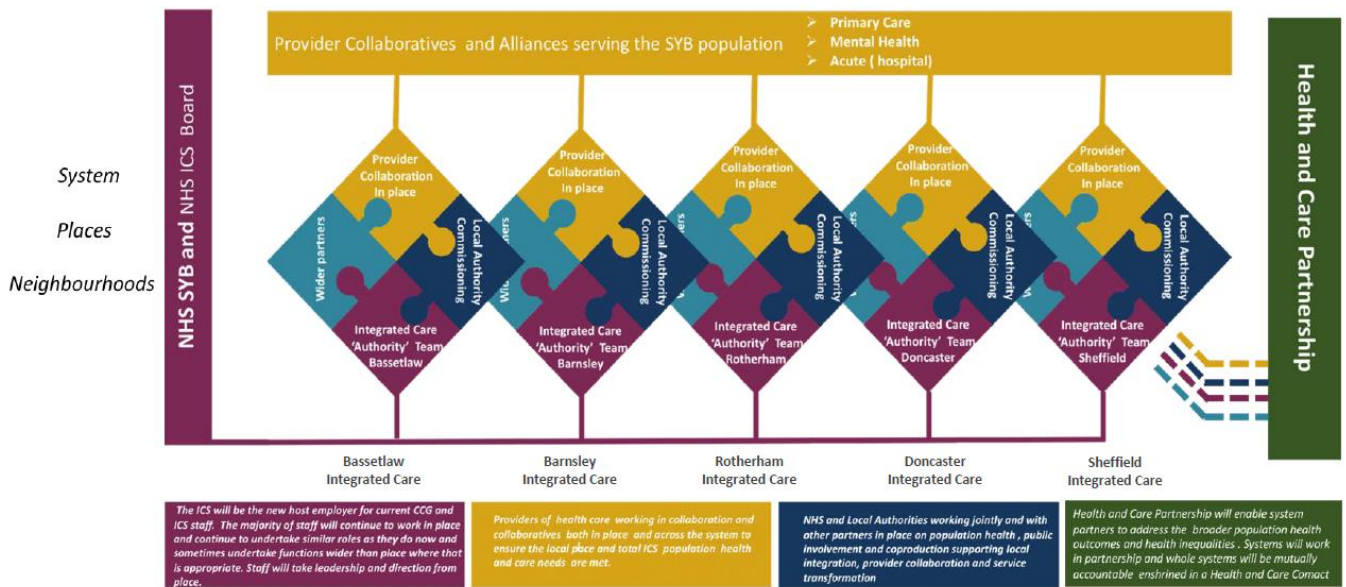 Provider Collaboratives and Alliances serving the SYB population
➢ Primary Care
➢ Mental Health
➢ Acute ( hospital)
NHS SYB and NHS ICS Board
System
Places
Neighbourhoods
Provider
Collaboration
In place
Wider partners
Local Authority
Commissioning
Integrated Care
'Authority' Team
Bassetlaw
Provider
Collaboration
In place
Local Authority
Commissioning
Integrated Care
'Authority' Team
Barnsley
Provider
Collaboration
In place
Local Authority
Commissioning
Integrated Care
'Authority' Team
Rotherham
Provider
Collaboration
In place
Local Authority
Commissioning
Integrated Care
'Authority' Team
Doncaster
Provider
Collaboration
In place
Local Authority
Commissioning
Integrated Care
'Authority' Team
Sheffield
Health and Care Partnership
Bassetlaw
Integrated Care
Barnsley
Integrated Care
Rotherham
Integrated Care
Doncaster
Integrated Care
Sheffield
Integrated Care
The ICS will be the new host employer for current CCG and
ICS staff. The majority of staff will continue to work in place
and continue to undertake similar roles as they do now and
sometimes undertake functions wider than place where that
is appropriate. Staff will take leadership and direction from
place.
Providers of health care working in collaboration and
collaboratives both in place and across the system to
ensure the local place and total ICS population health
and care needs are met.
NHS and Local Authorities working jointly and with
other partners in place on population health , public
involvement and coproduction supporting local
integration, provider collaboration and service
transformation
Health and Care Partnership will enable system
partners to address the broader population health
outcomes and health inequalities . Systems will work
in partnership and whole systems will be mutually
accountable enshrined in a Health and Care Comact